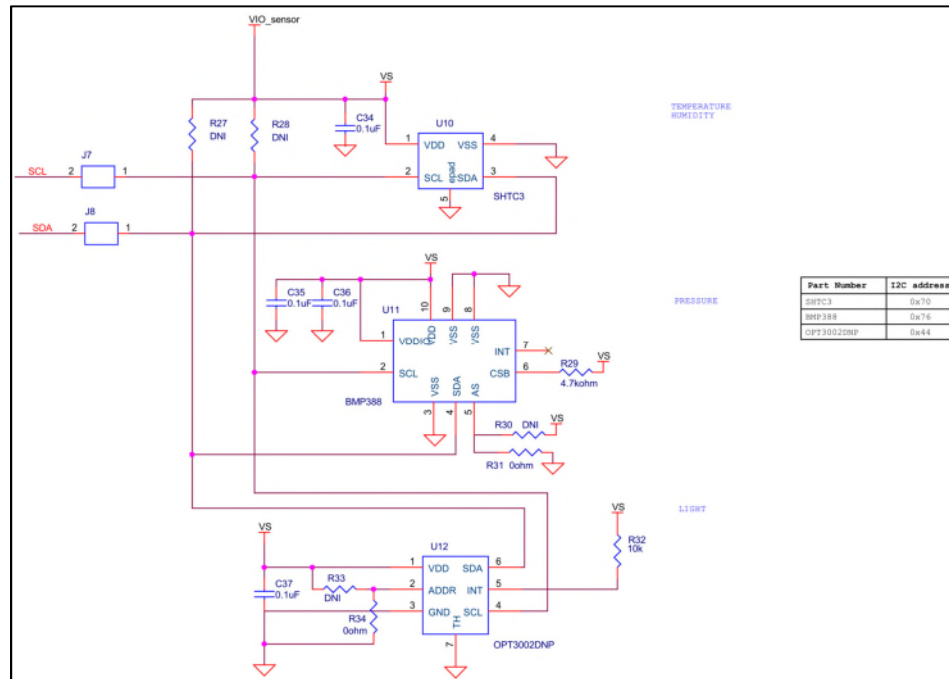 VIO_sensor
VS
R27
DNI
R28
DNI
C34
0.1uF
U10
TEMPERATURE
HUMIDITY
1 VDD VSS 4
2 SCL epad SDA 3
5
SHTC3
J7
SCL 2 1
J8
SDA 2 1
VS
C35
0.1uF
C36
0.1uF
U11
10 9 8
VDD VSS VSS
1 VDDIO
INT 7
2 SCL
CSB 6
VSS SDA AS
3 4 5
BMP388
R29
4.7kohm
VS
R30 DNI
VS
R31 0ohm
PRESSURE
Part Number I2C address
SHTC3 0x70
BMP388 0x76
OPT3002DNP 0x44
LIGHT
VS
R32
10k
VS
C37
0.1uF
R33
DNI
R34
0ohm
U12
1 VDD SDA 6
2 ADDR INT 5
3 GND SCL 4
TH
7
OPT3002DNP